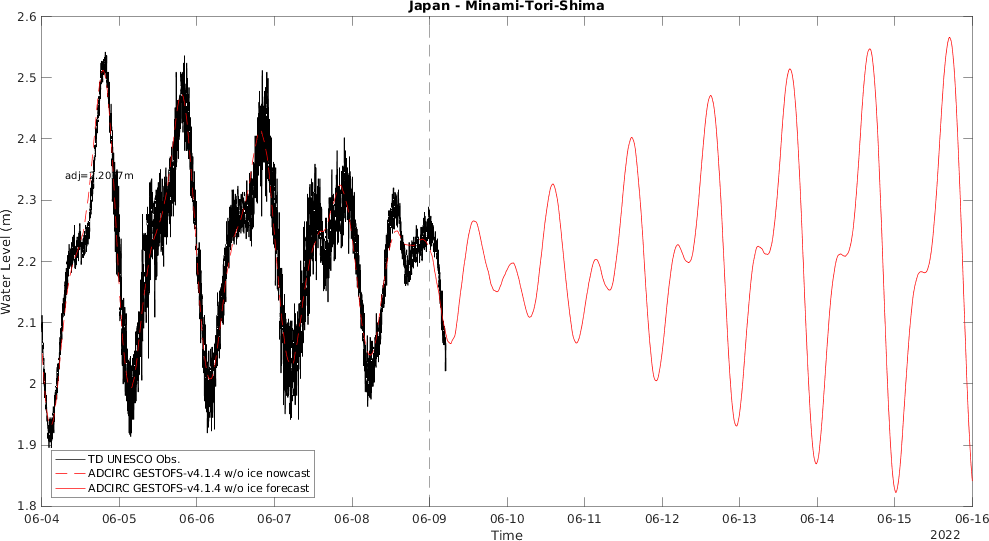 Japan - Minami-Tori-Shima
2.6
2.5
2.4
2.3
2.2
2.1
2
1.9
1.8
Water Level (m)
TD UNESCO Obs.
ADCIRC GESTOFS-v4.1.4 w/o ice nowcast
ADCIRC GESTOFS-v4.1.4 w/o ice forecast
06-04 06-05 06-06 06-07 06-08 06-09 06-10 06-11 06-12 06-13 06-14 06-15 06-16
Time
2022